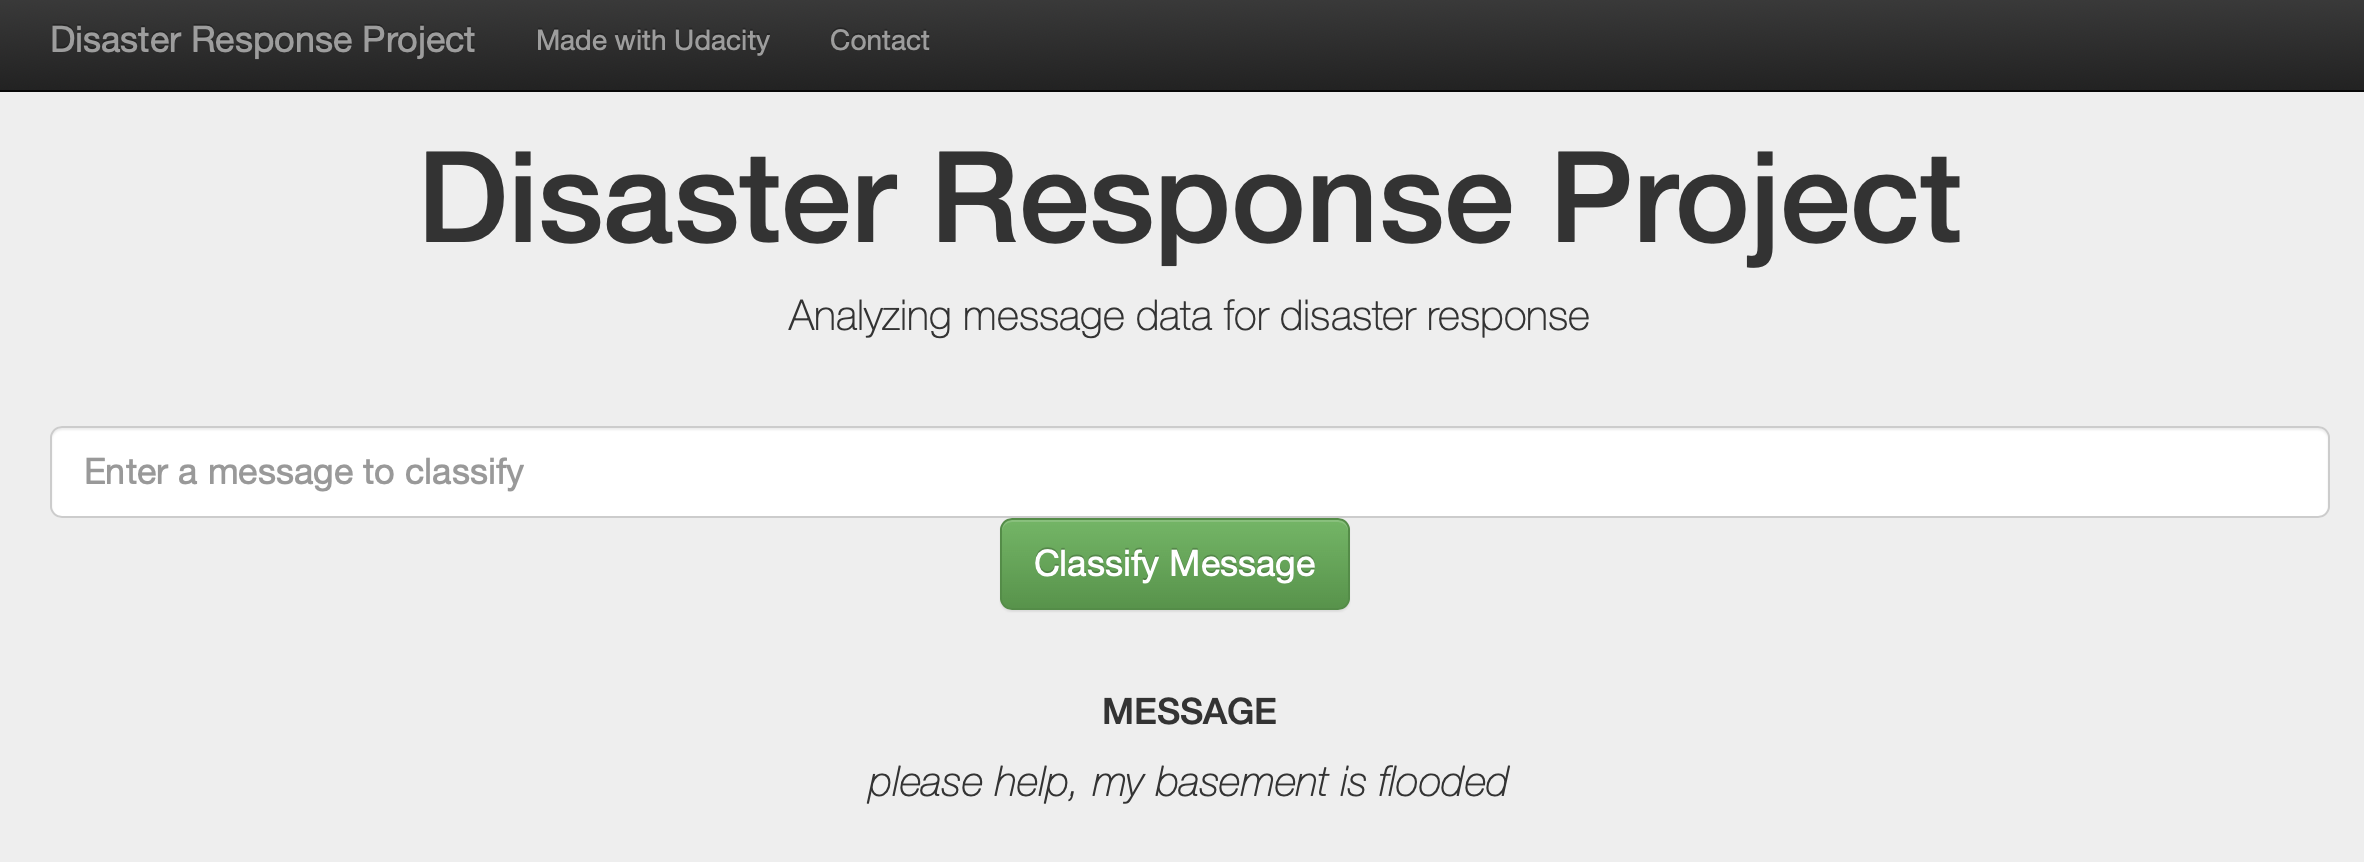 Disaster Response Project Made with Udacity Contact
Disaster Response Project
Analyzing message data for disaster response
Enter a message to classify
Classify Message
MESSAGE
please help, my basement is flooded